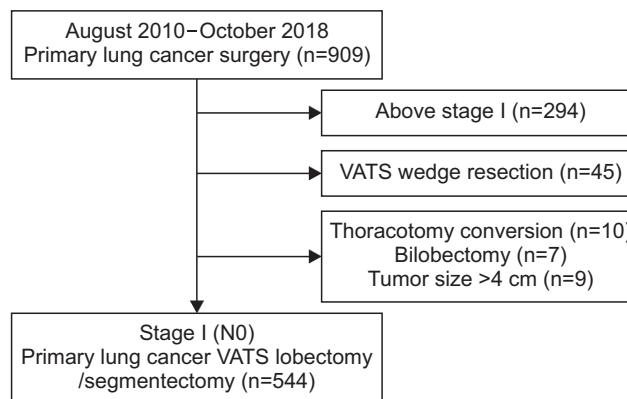 August 2010–October 2018
Primary lung cancer surgery (n=909)
Above stage I (n=294)
VATS wedge resection (n=45)
Thoracotomy conversion (n=10)
Bilobectomy (n=7)
Tumor size >4 cm (n=9)
Stage I (N0)
Primary lung cancer VATS lobectomy
/segmentectomy (n=544)